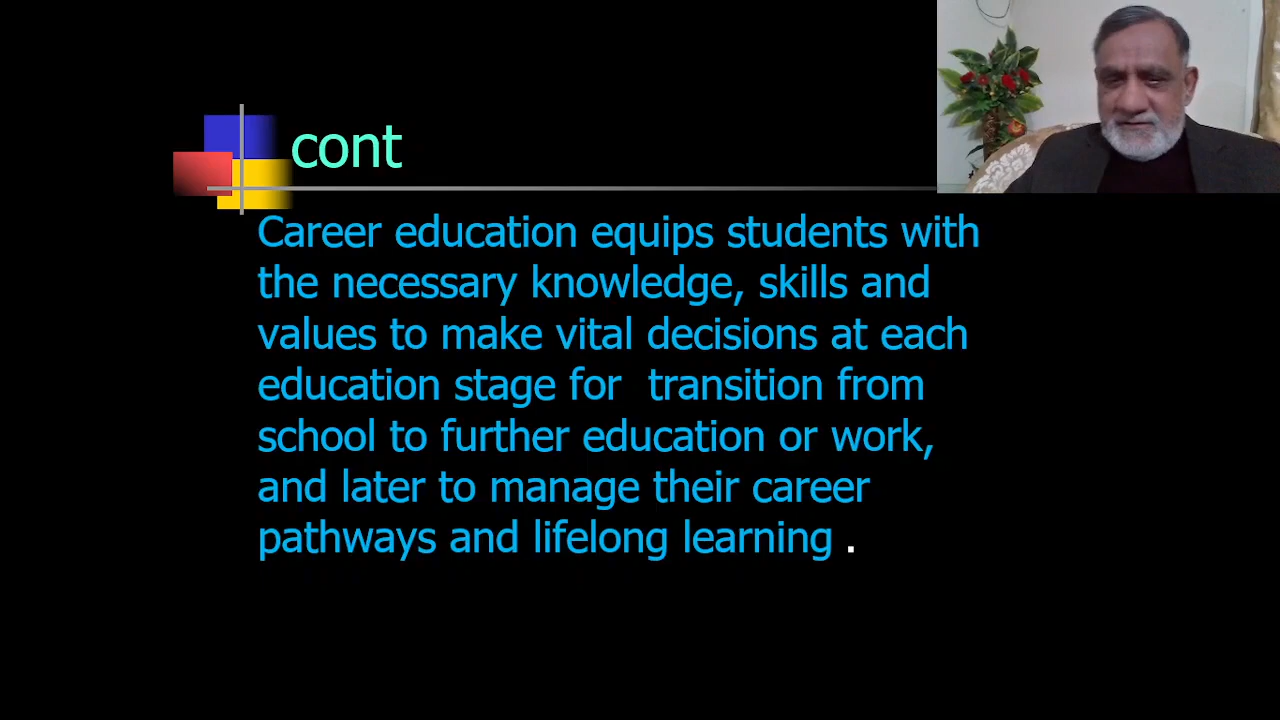 cont
Career education equips students with
the necessary knowledge, skills and
values to make vital decisions at each
education stage for  transition from
school to further education or work,
and later to manage their career
pathways and lifelong learning .